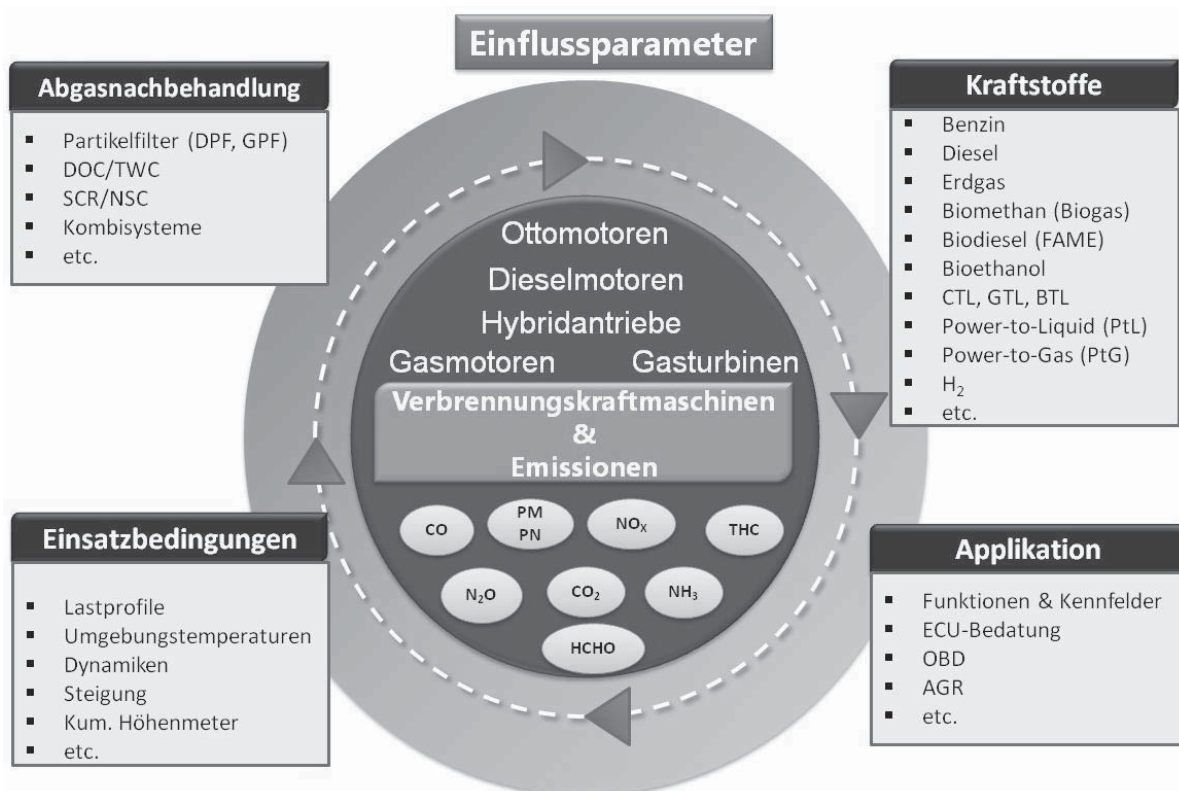 Einflussparameter
Abgasnachbehandlung
▪ Partikelfilter (DPF, GPF)
▪ DOC/TWC
▪ SCR/NSC
▪ Kombisysteme
▪ etc.
Kraftstoffe
▪ Benzin
▪ Diesel
▪ Erdgas
▪ Biomethan (Biogas)
▪ Biodiesel (FAME)
▪ Bioethanol
▪ CTL, GTL, BTL
▪ Power-to-Liquid (PtL)
▪ Power-to-Gas (PtG)
▪ H₂
▪ etc.
Ottomotoren
Dieselmotoren
Hybridantriebe
Gasmotoren Gasturbinen
Verbrennungskraftmaschinen
&
Emissionen
CO
PM
PN
NOₓ
THC
N₂O
CO₂
NH₃
HCHO
Einsatzbedingungen
▪ Lastprofile
▪ Umgebungstemperaturen
▪ Dynamiken
▪ Steigung
▪ Kum. Höhenmeter
▪ etc.
Applikation
▪ Funktionen & Kennfelder
▪ ECU-Bedatung
▪ OBD
▪ AGR
▪ etc.